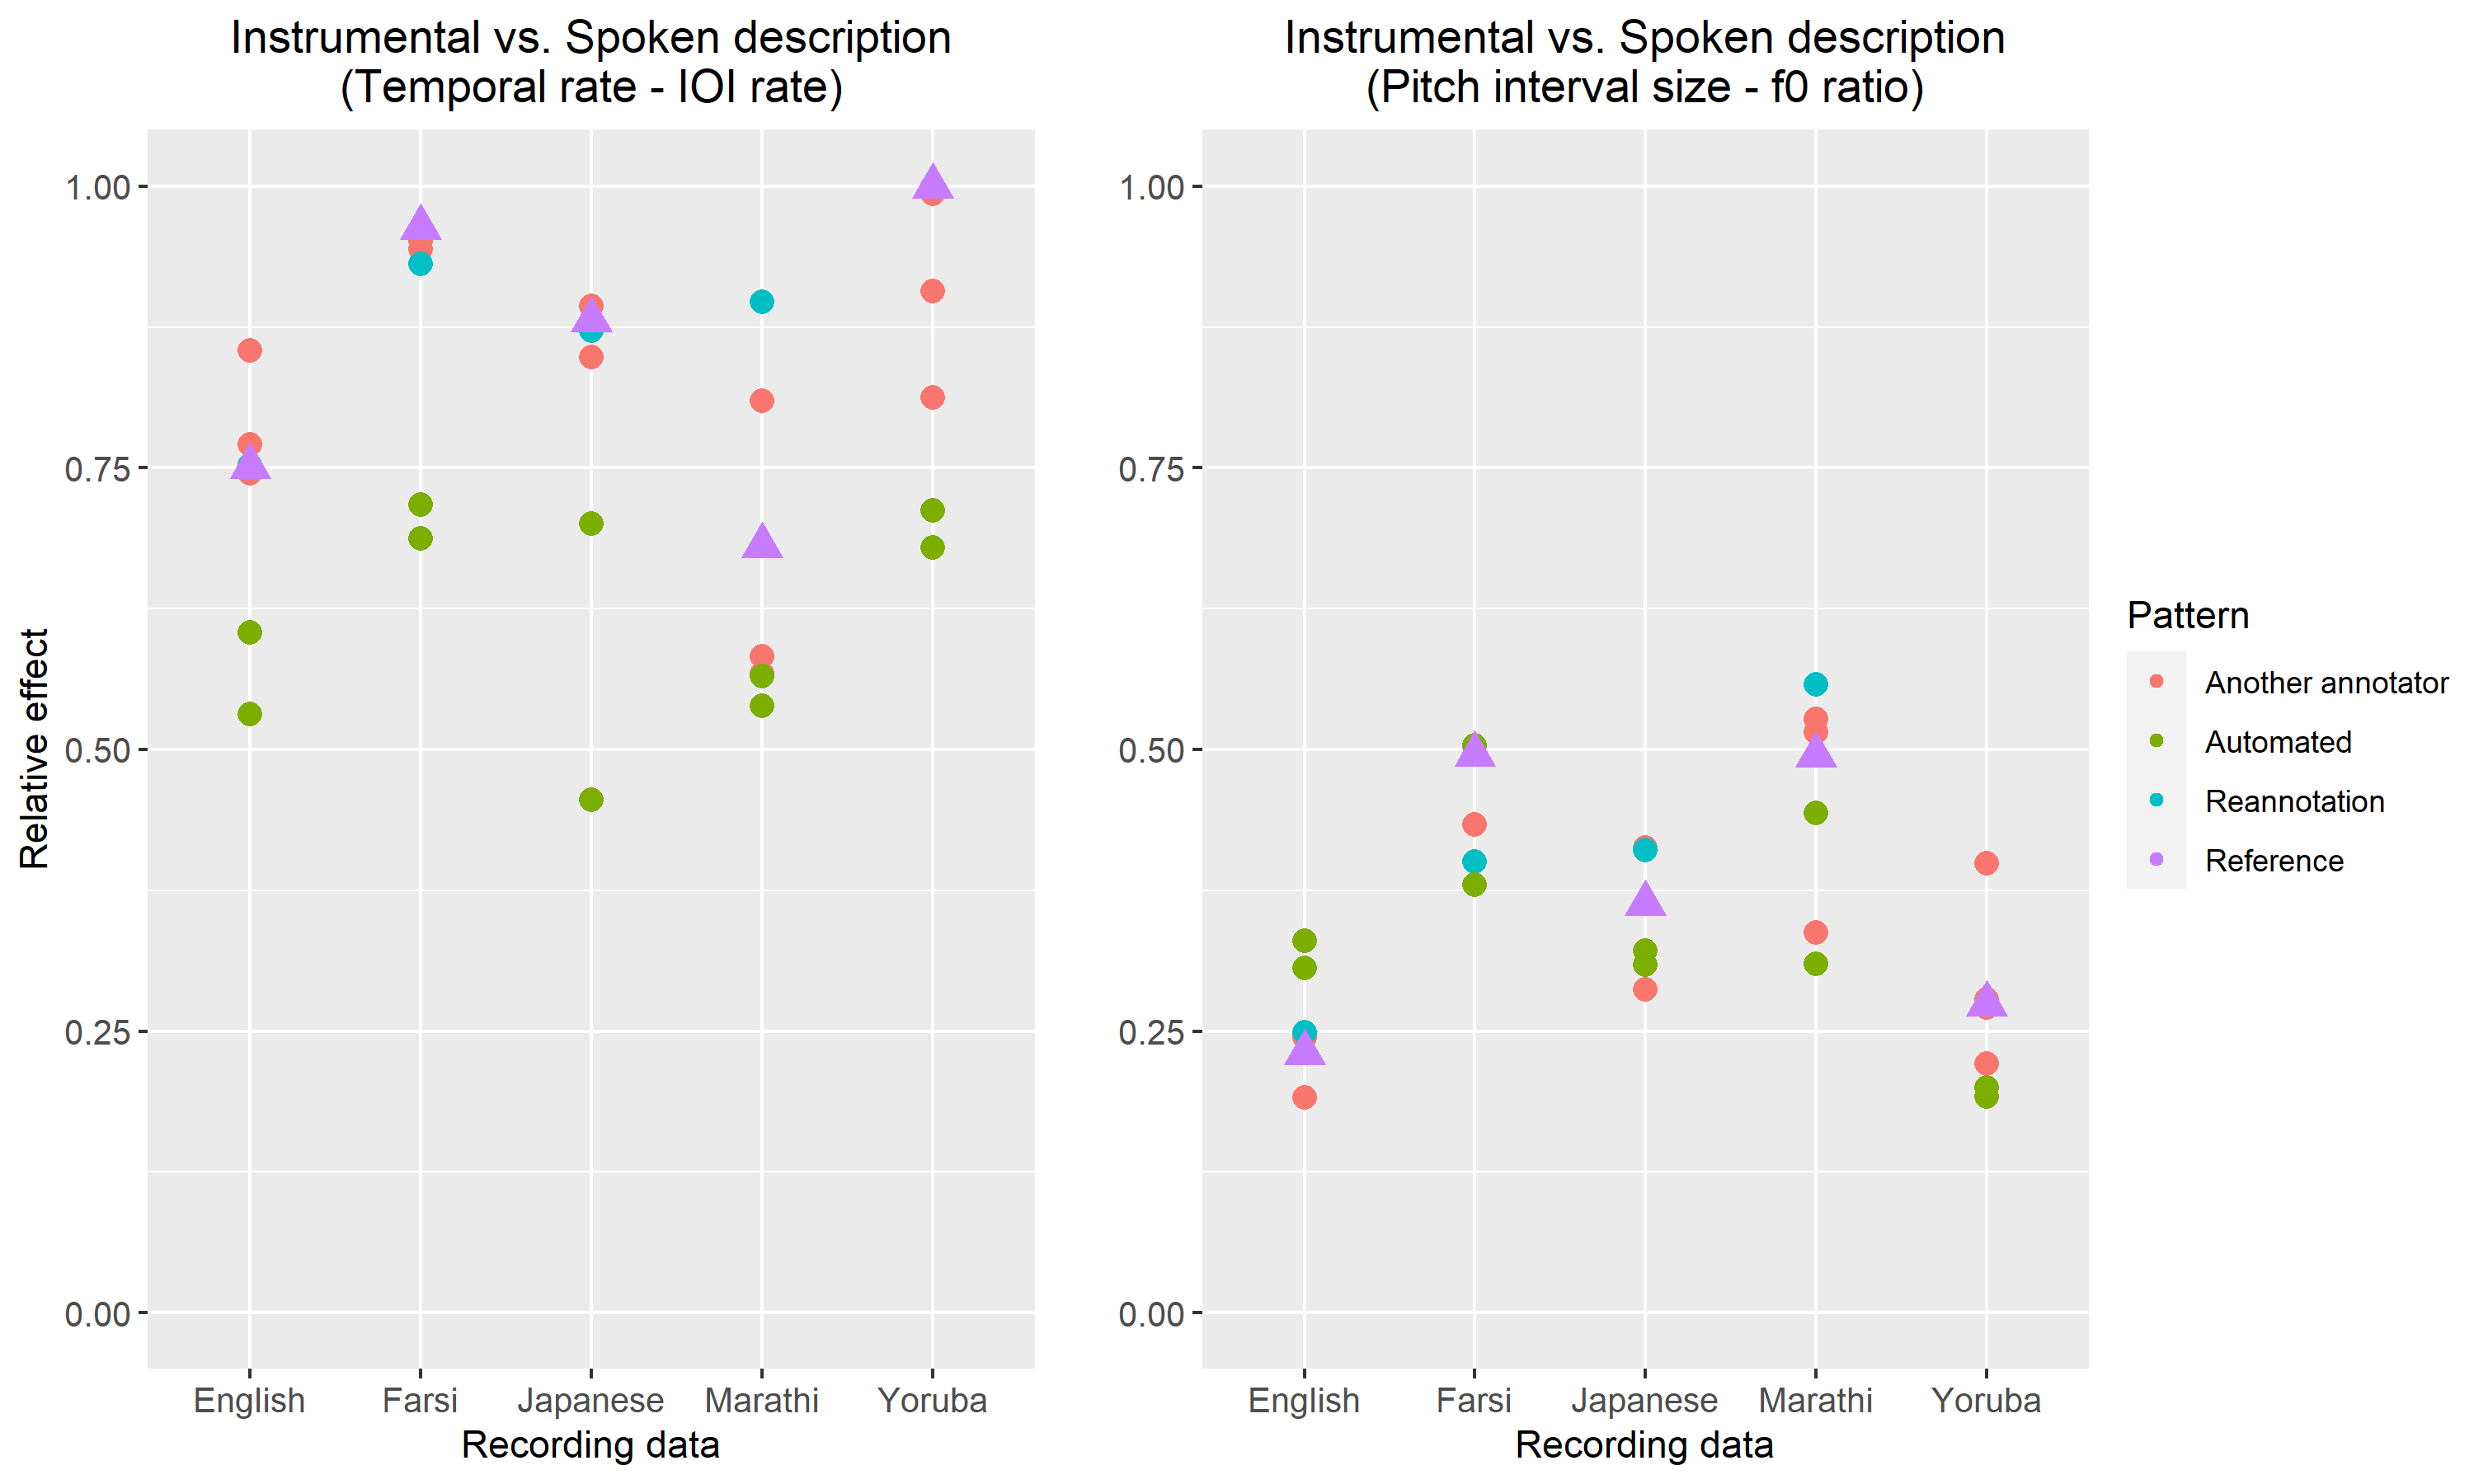 Instrumental vs. Spoken description
(Temporal rate - IOI rate)
Instrumental vs. Spoken description
(Pitch interval size - f0 ratio)
Relative effect
1.00
0.75
0.50
0.25
0.00
English Farsi Japanese Marathi Yoruba
Recording data
1.00
0.75
0.50
0.25
0.00
English Farsi Japanese Marathi Yoruba
Recording data
Pattern
Another annotator
Automated
Reannotation
Reference